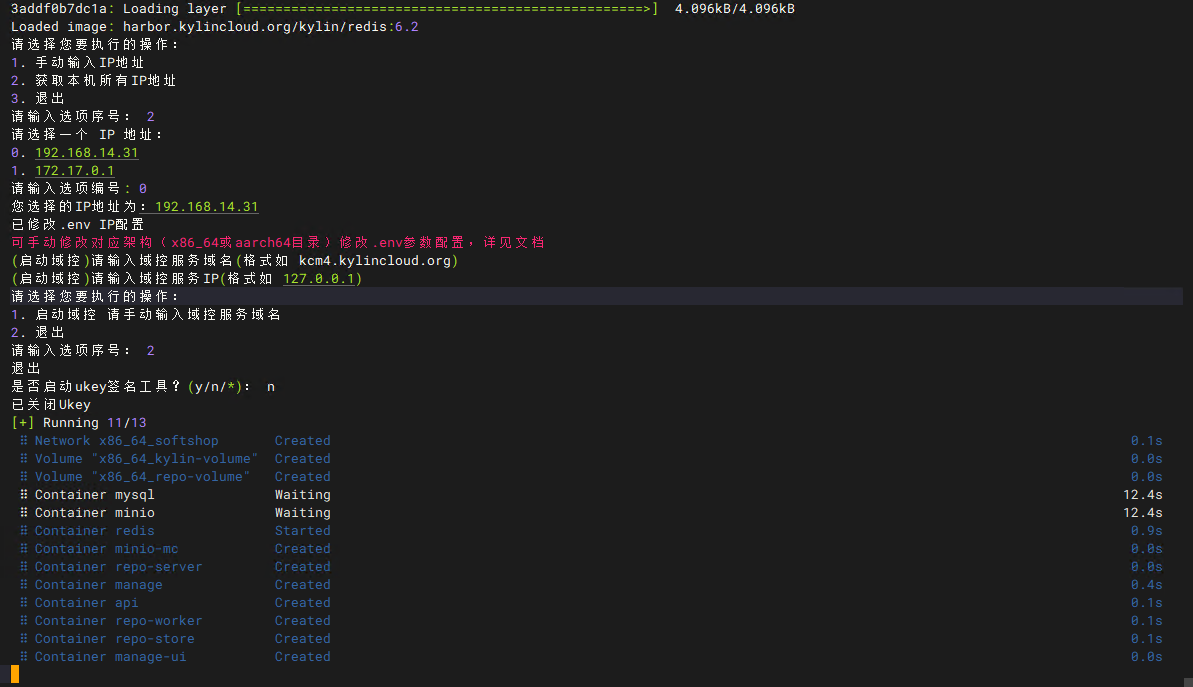 3addf0b7dc1a: Loading layer [==================================================>]  4.096kB/4.096kB
Loaded image: harbor.kylincloud.org/kylin/redis:6.2
请选择您要执行的操作：
1. 手动输入IP地址
2. 获取本机所有IP地址
3. 退出
请输入选项序号： 2
请选择一个 IP 地址：
0. 192.168.14.31
1. 172.17.0.1
请输入选项编号：0
您选择的IP地址为：192.168.14.31
已修改.env IP配置
可手动修改对应架构（x86_64或aarch64目录）修改.env参数配置，详见文档
(启动域控)请输入域控服务域名(格式如 kcm4.kylincloud.org)
(启动域控)请输入域控服务IP(格式如 127.0.0.1)
请选择您要执行的操作：
1. 启动域控 请手动输入域控服务域名
2. 退出
请输入选项序号： 2
退出
是否启动ukey签名工具？(y/n/*)： n
已关闭Ukey
[+] Running 11/13
⠿ Network x86_64_softshop Created 0.1s
⠿ Volume "x86_64_kylin-volume" Created 0.0s
⠿ Volume "x86_64_repo-volume" Created 0.0s
⠿ Container mysql Waiting 12.4s
⠿ Container minio Waiting 12.4s
⠿ Container redis Started 0.9s
⠿ Container minio-mc Created 0.0s
⠿ Container repo-server Created 0.0s
⠿ Container manage Created 0.4s
⠿ Container api Created 0.1s
⠿ Container repo-worker Created 0.1s
⠿ Container repo-store Created 0.1s
⠿ Container manage-ui Created 0.0s